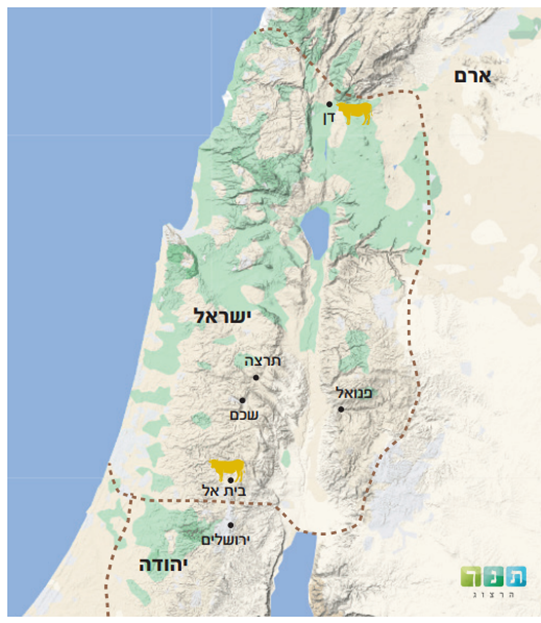 ארם
דן
ישראל
תרצה
פנואל
שכם
בית אל
ירושלים
יהודה
תנך
הרצוג